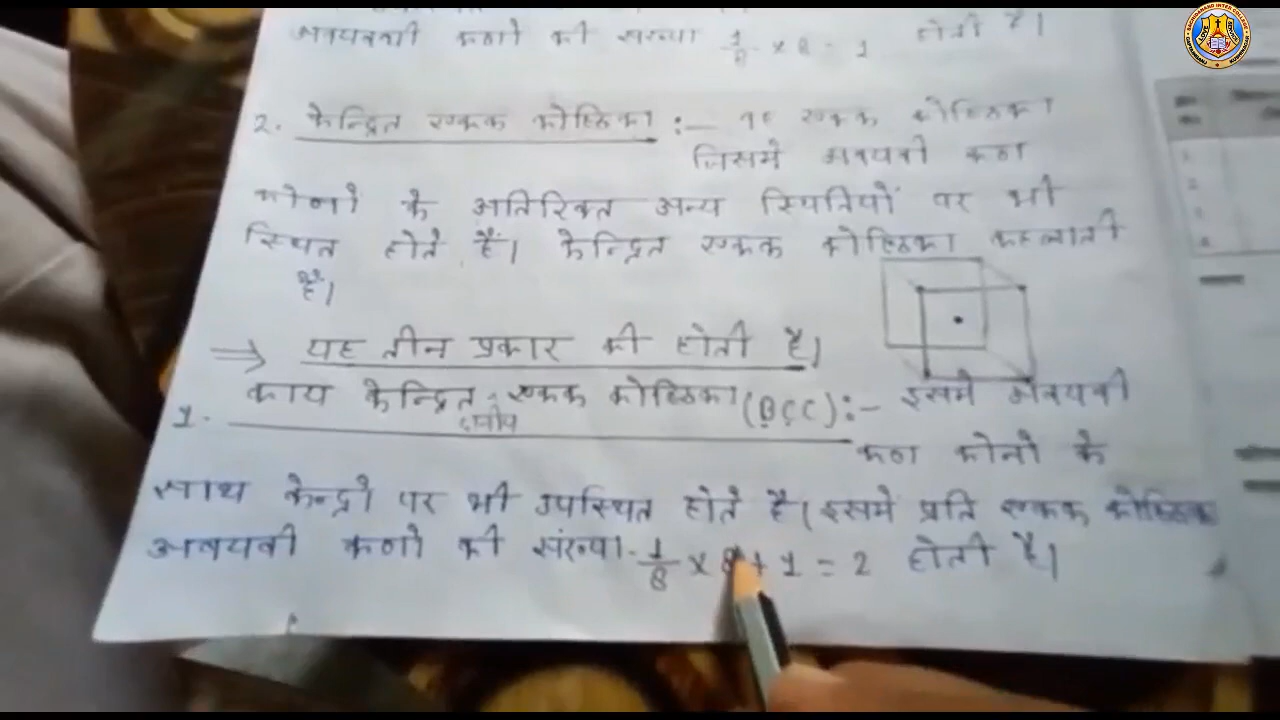 अवयवी कणो की संख्या 1/8 × 8 = 1 होती है।
2. केन्द्रित एकक कोष्ठिका :– वह एकक कोष्ठिका
जिसमे अवयवी कण
कोनो के अतिरिक्त अन्य स्थितियों पर भी
स्थित होते हैं। केन्द्रित एकक कोष्ठिका कहलाती
है।
⇒ यह तीन प्रकार की होती है।
1. काय केन्द्रित एकक कोष्ठिका (BCC) :– इसमे अवयवी
कण कोनो के
साथ केन्द्रो पर भी उपस्थित होते है। इसमे प्रति एकक कोष्ठिका
अवयवी कणो की संख्या 1/8 × 8 + 1 = 2 होती है।